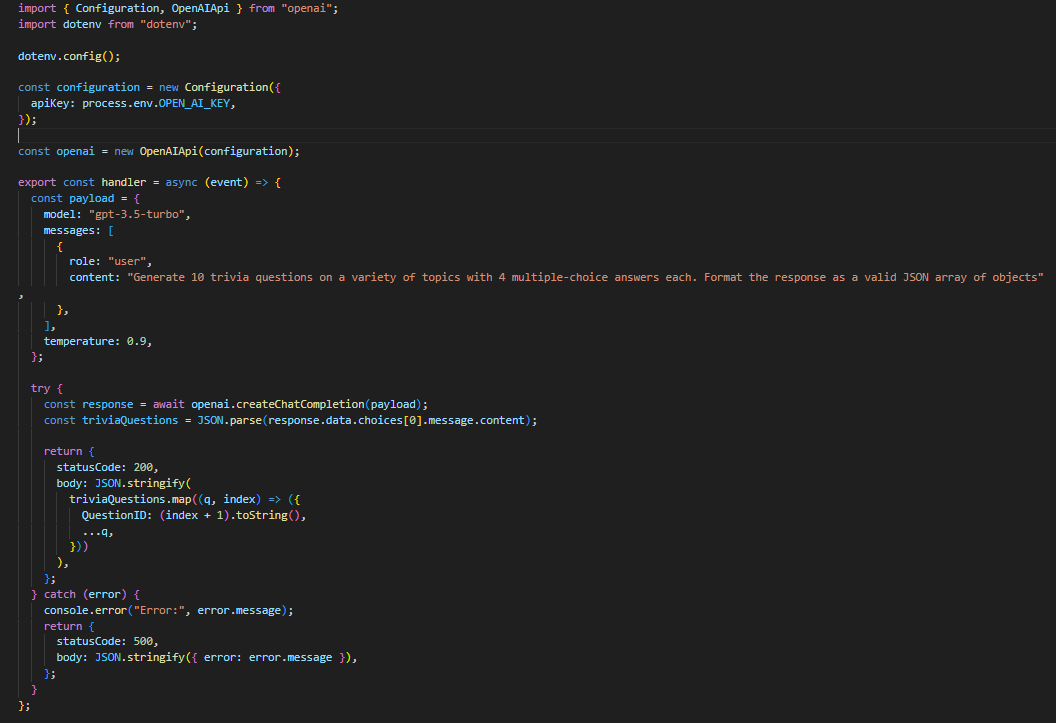 import { Configuration, OpenAIApi } from "openai";
import dotenv from "dotenv";

dotenv.config();

const configuration = new Configuration({
  apiKey: process.env.OPEN_AI_KEY,
});

const openai = new OpenAIApi(configuration);

export const handler = async (event) => {
  const payload = {
    model: "gpt-3.5-turbo",
    messages: [
      {
        role: "user",
        content: "Generate 10 trivia questions on a variety of topics with 4 multiple-choice answers each. Format the response as a valid JSON array of objects"
,
      },
    ],
    temperature: 0.9,
  };

  try {
    const response = await openai.createChatCompletion(payload);
    const triviaQuestions = JSON.parse(response.data.choices[0].message.content);

    return {
      statusCode: 200,
      body: JSON.stringify(
        triviaQuestions.map((q, index) => ({
          QuestionID: (index + 1).toString(),
          ...q,
        }))
      ),
    };
  } catch (error) {
    console.error("Error:", error.message);
    return {
      statusCode: 500,
      body: JSON.stringify({ error: error.message }),
    };
  }
};